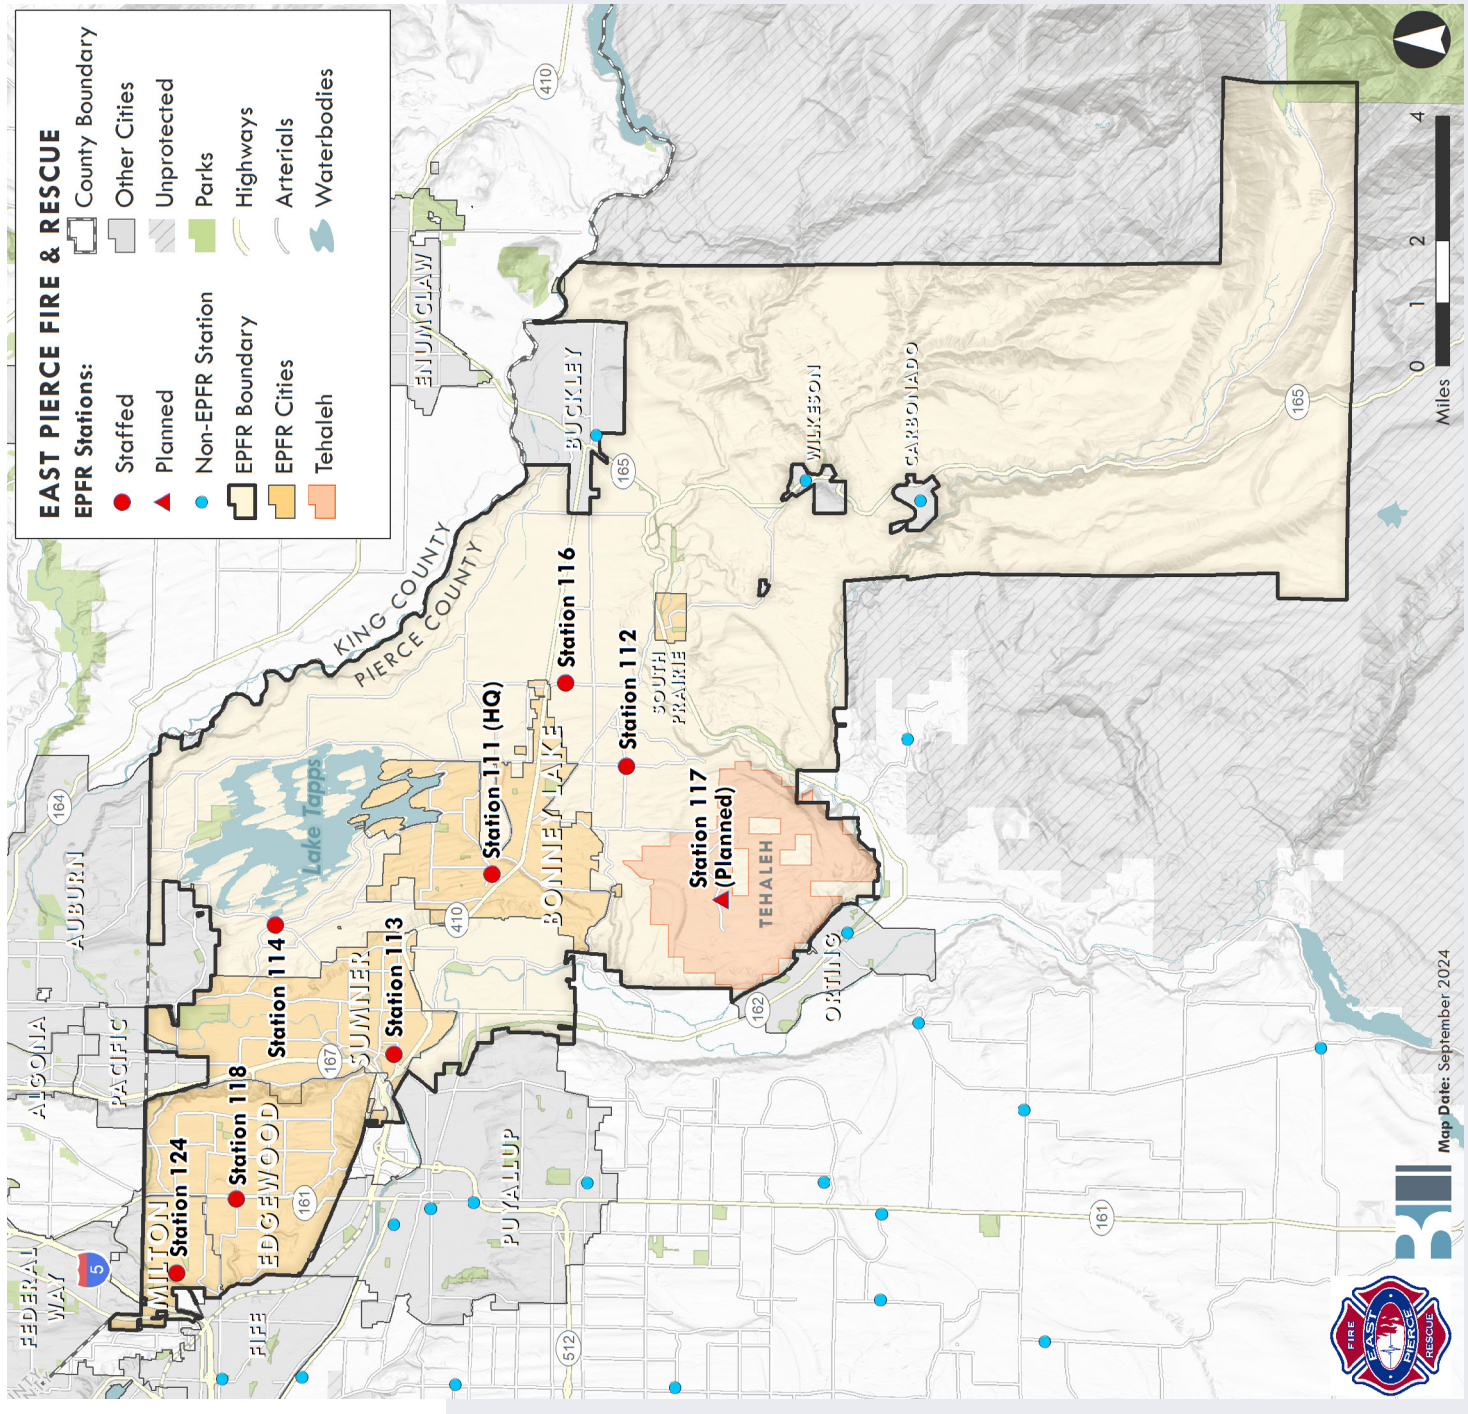 EAST PIERCE FIRE & RESCUE
EPFR Stations:
Staffed
Planned
Non-EPFR Station
EPFR Boundary
EPFR Cities
Tehaleh
County Boundary
Other Cities
Unprotected
Parks
Highways
Arterials
Waterbodies
FEDERAL
WAY
5
ALGONA
PACIFIC
AUBURN
164
410
ENUMCLAW
KING COUNTY
PIERCE COUNTY
MILTON
Station 124
Station 118
EDGEWOOD
161
FIFE
167
Station 114
SUMNER
Station 113
Lake Tapps
410
Station 111 (HQ)
BONNEY LAKE
Station 116
Station 112
BUCKLEY
165
SOUTH
PRAIRIE
WILKESON
CARBONADO
165
Station 117
(Planned)
TEHALEH
ORTING
162
PUYALLUP
512
161
Miles
0
1
2
4
Map Date: September 2024
FIRE
EAST
PIERCE
RESCUE